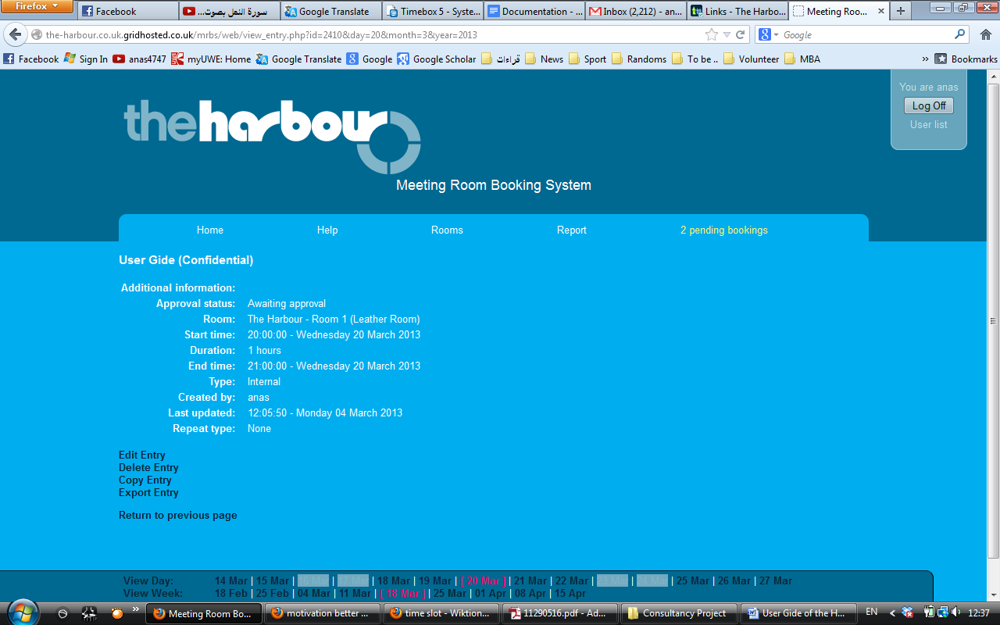 Firefox
Facebook
سورة النحل بصوت...
Google Translate
Timebox 5 - Syste...
Documentation - ...
Inbox (2,212) - an...
Links - The Harbo...
Meeting Roo...
the-harbour.co.uk.gridhosted.co.uk/mrbs/web/view_entry.php?id=2410&day=20&month=3&year=2013
Google
Facebook Sign In anas4747 myUWE: Home Google Translate Google Google Scholar قراءات News Sport Randoms To be .. Volunteer MBA » Bookmarks
You are anas
Log Off
User list
theharbour
Meeting Room Booking System
Home Help Rooms Report 2 pending bookings
User Gide (Confidential)
Additional information:
Approval status: Awaiting approval
Room: The Harbour - Room 1 (Leather Room)
Start time: 20:00:00 - Wednesday 20 March 2013
Duration: 1 hours
End time: 21:00:00 - Wednesday 20 March 2013
Type: Internal
Created by: anas
Last updated: 12:05:50 - Monday 04 March 2013
Repeat type: None
Edit Entry
Delete Entry
Copy Entry
Export Entry
Return to previous page
View Day: 14 Mar | 15 Mar | 16 Mar | 17 Mar | 18 Mar | 19 Mar | [ 20 Mar ] | 21 Mar | 22 Mar | 23 Mar | 24 Mar | 25 Mar | 26 Mar | 27 Mar
View Week: 18 Feb | 25 Feb | 04 Mar | 11 Mar | [ 18 Mar ] | 25 Mar | 01 Apr | 08 Apr | 15 Apr
» Meeting Room Bo... motivation better ... time slot - Wiktion... 11290516.pdf - Ad... Consultancy Project User Gide of the H... EN 12:37